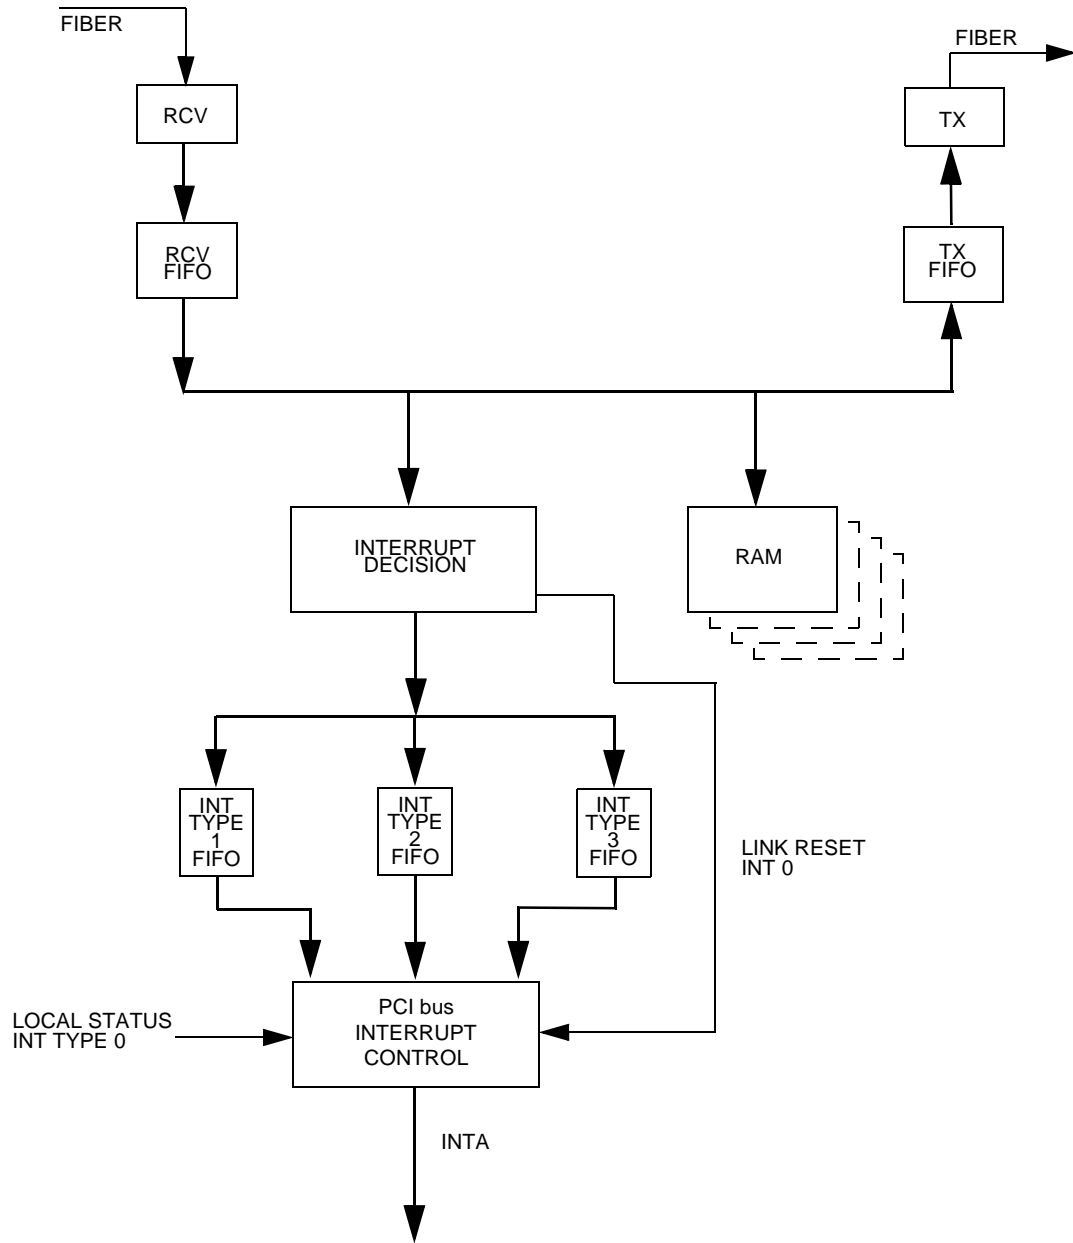 FIBER
FIBER
RCV
TX
RCV
FIFO
TX
FIFO
INTERRUPT
DECISION
RAM
INT
TYPE
1
FIFO
INT
TYPE
2
FIFO
INT
TYPE
3
FIFO
LINK RESET
INT 0
LOCAL STATUS
INT TYPE 0
PCI bus
INTERRUPT
CONTROL
INTA